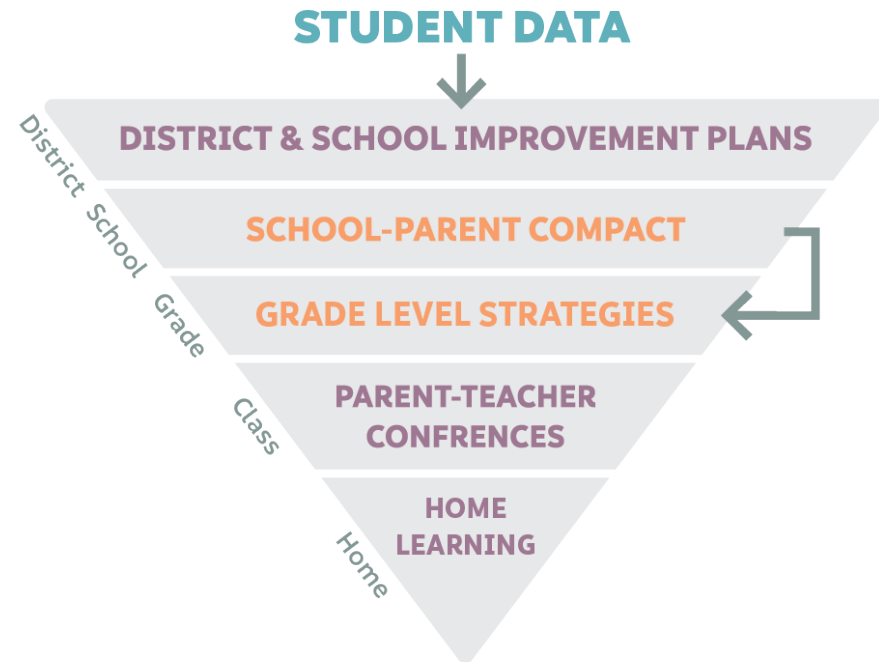 STUDENT DATA
DISTRICT & SCHOOL IMPROVEMENT PLANS
District
SCHOOL-PARENT COMPACT
School
GRADE LEVEL STRATEGIES
Grade
PARENT-TEACHER
CONFRENCES
Class
HOME
LEARNING
Home